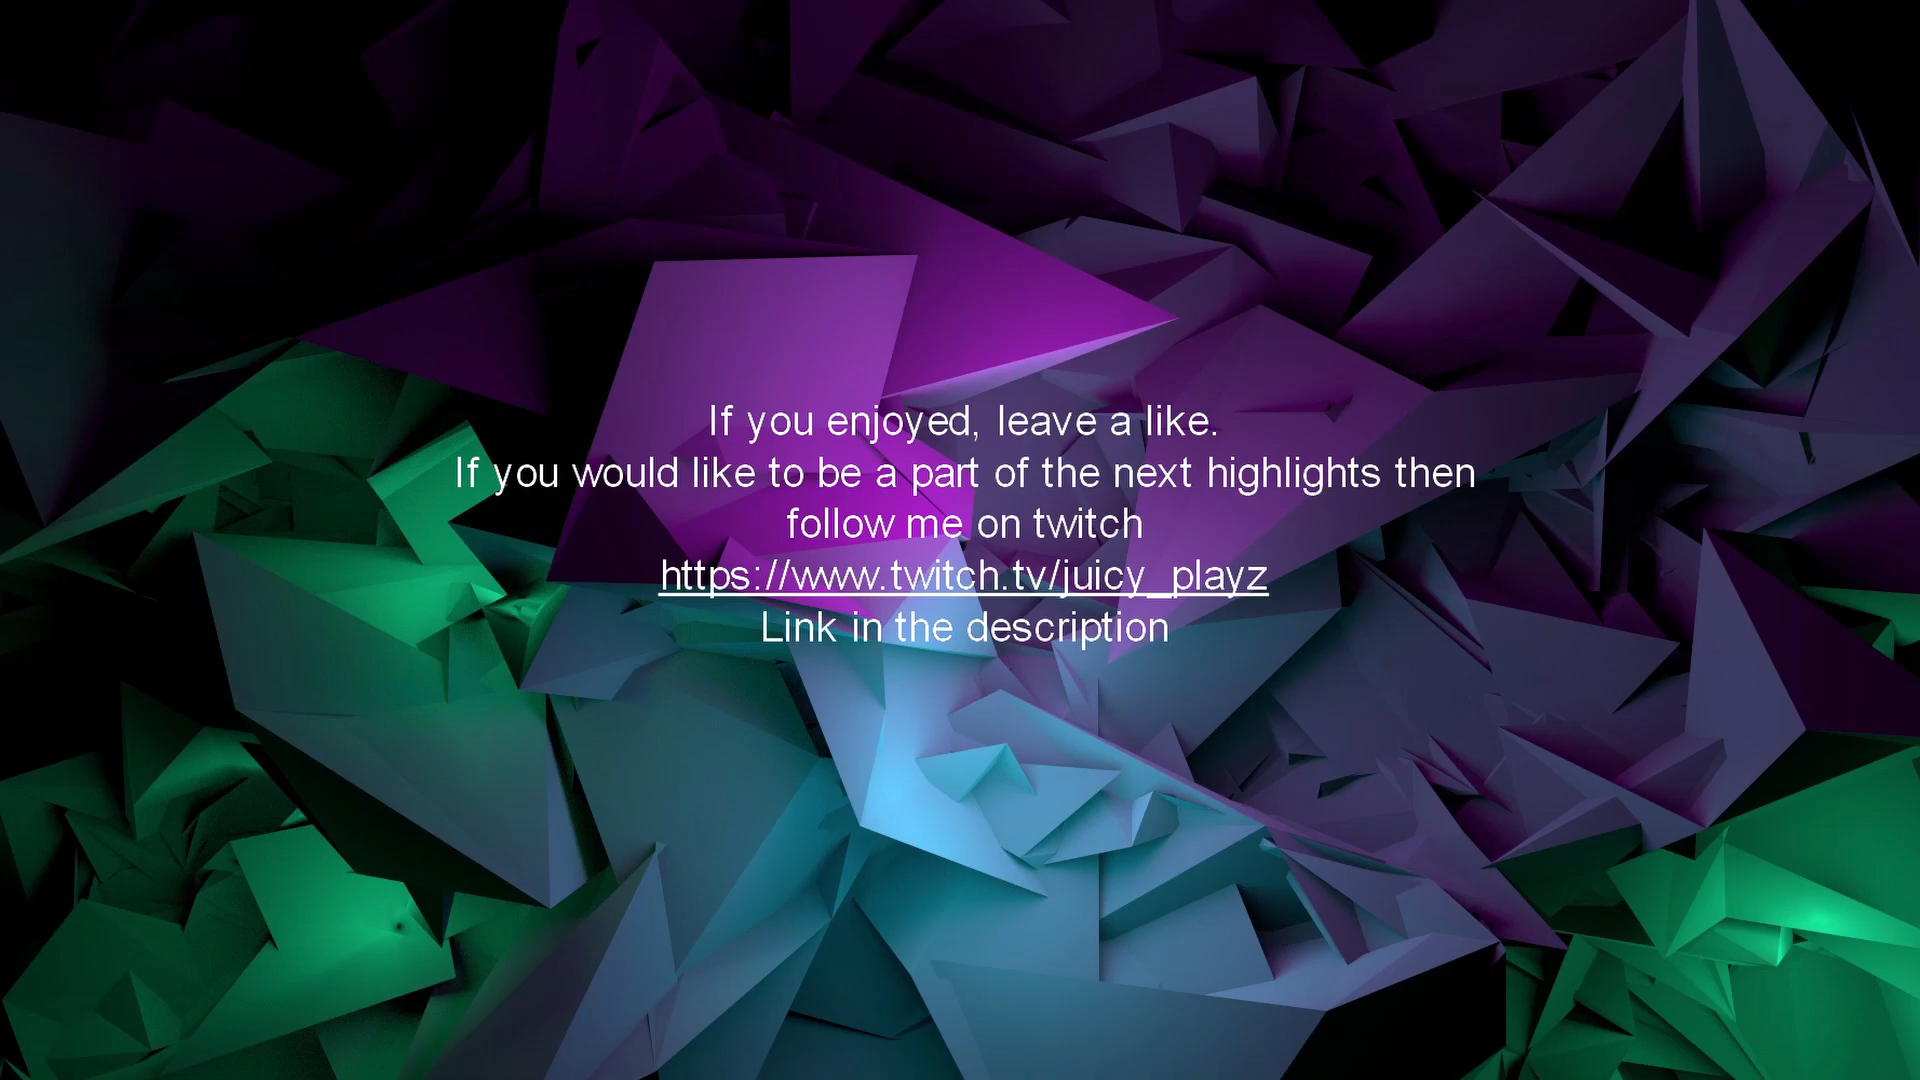 If you enjoyed, leave a like.
If you would like to be a part of the next highlights then
follow me on twitch
https://www.twitch.tv/juicy_playz
Link in the description